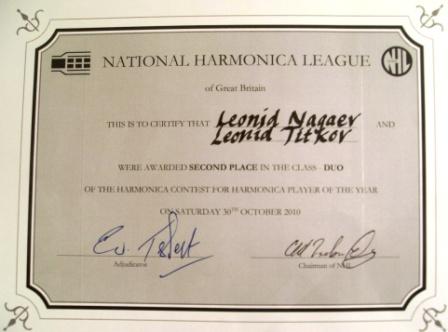 NATIONAL HARMONICA LEAGUE
NHL
of Great Britain
THIS IS TO CERTIFY THAT Leonid Nagaev AND
Leonid Titkov
WERE AWARDED SECOND PLACE IN THE CLASS - DUO
OF THE HARMONICA CONTEST FOR HARMONICA PLAYER OF THE YEAR
ON SATURDAY 30TH OCTOBER 2010
Adjudicator
Chairman of NHL